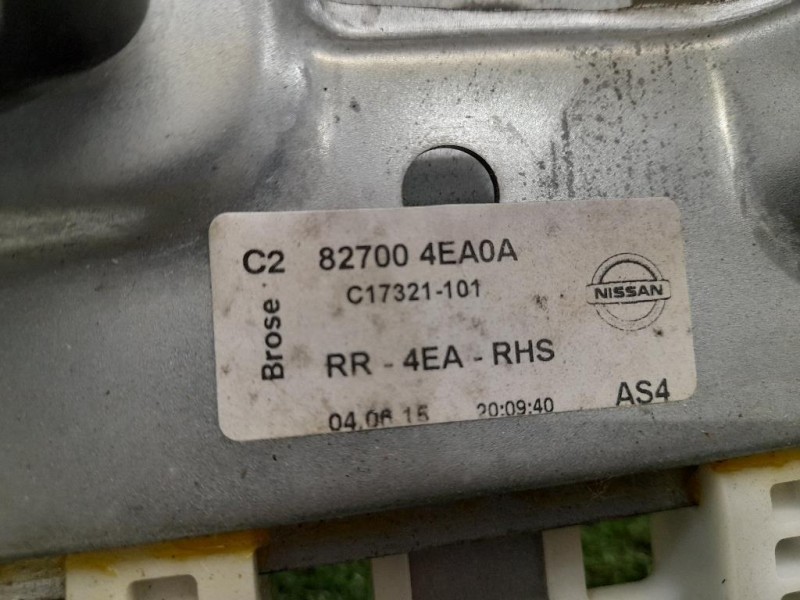 C2 82700 4EA0A
C17321-101
Brose
NISSAN
RR - 4EA - RHS
04.06.15 20:09:40 AS4